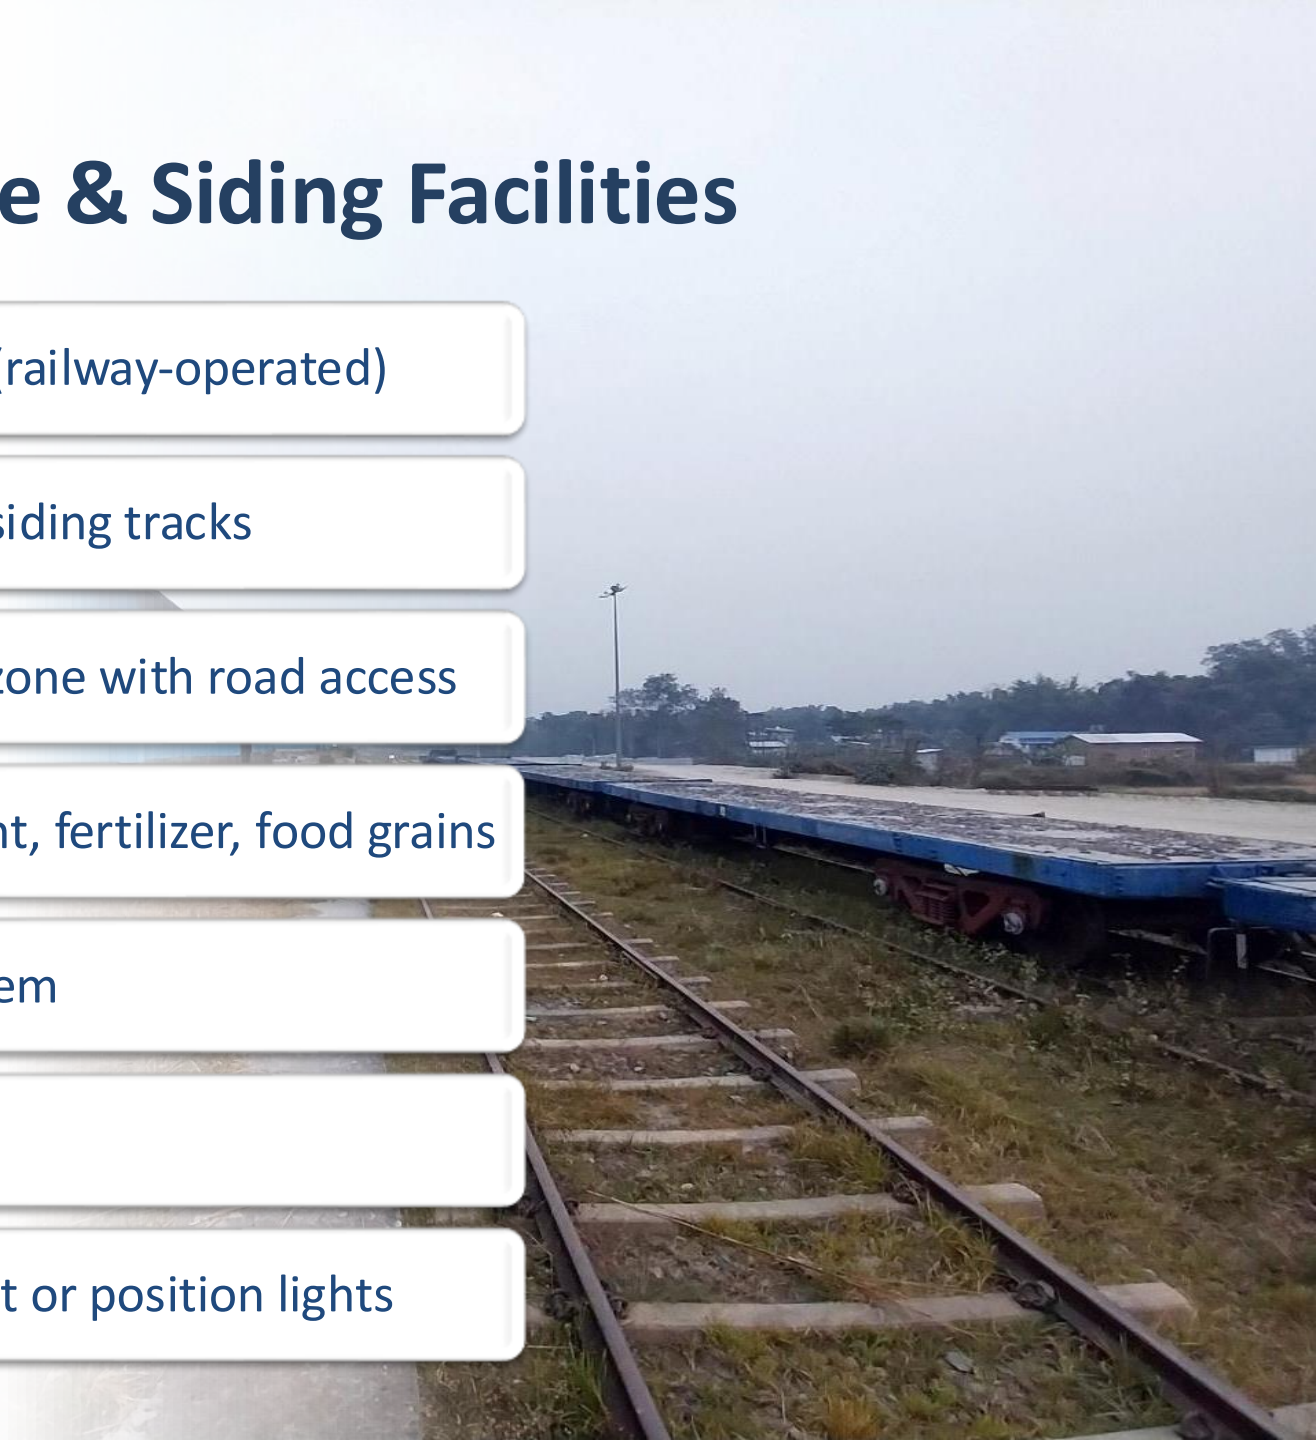 e & Siding Facilities
(railway-operated)
siding tracks
zone with road access
nt, fertilizer, food grains
em
t or position lights